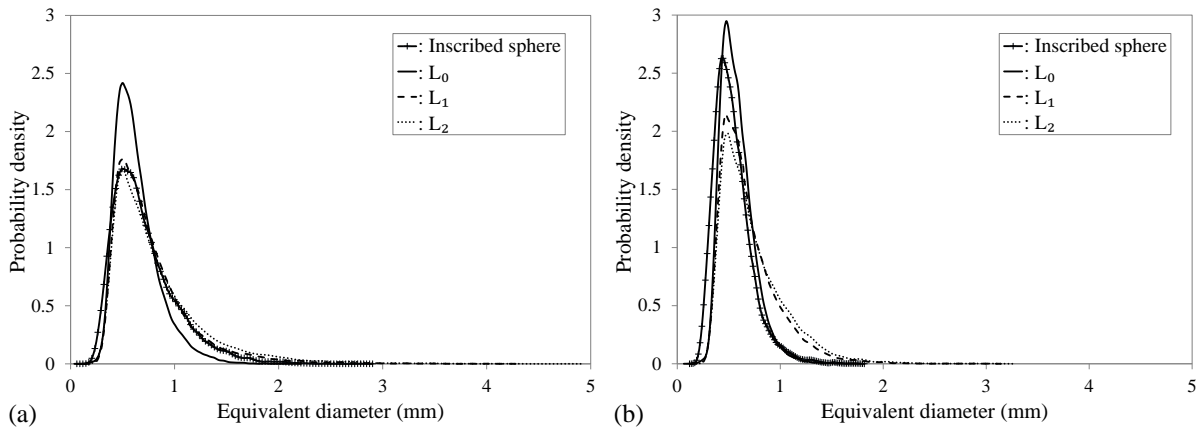 3
2.5
2
1.5
1
0.5
0
Probability density
: Inscribed sphere
: L₀
: L₁
: L₂
0 1 2 3 4 5
Equivalent diameter (mm)
(a)
3
2.5
2
1.5
1
0.5
0
Probability density
: Inscribed sphere
: L₀
: L₁
: L₂
0 1 2 3 4 5
Equivalent diameter (mm)
(b)